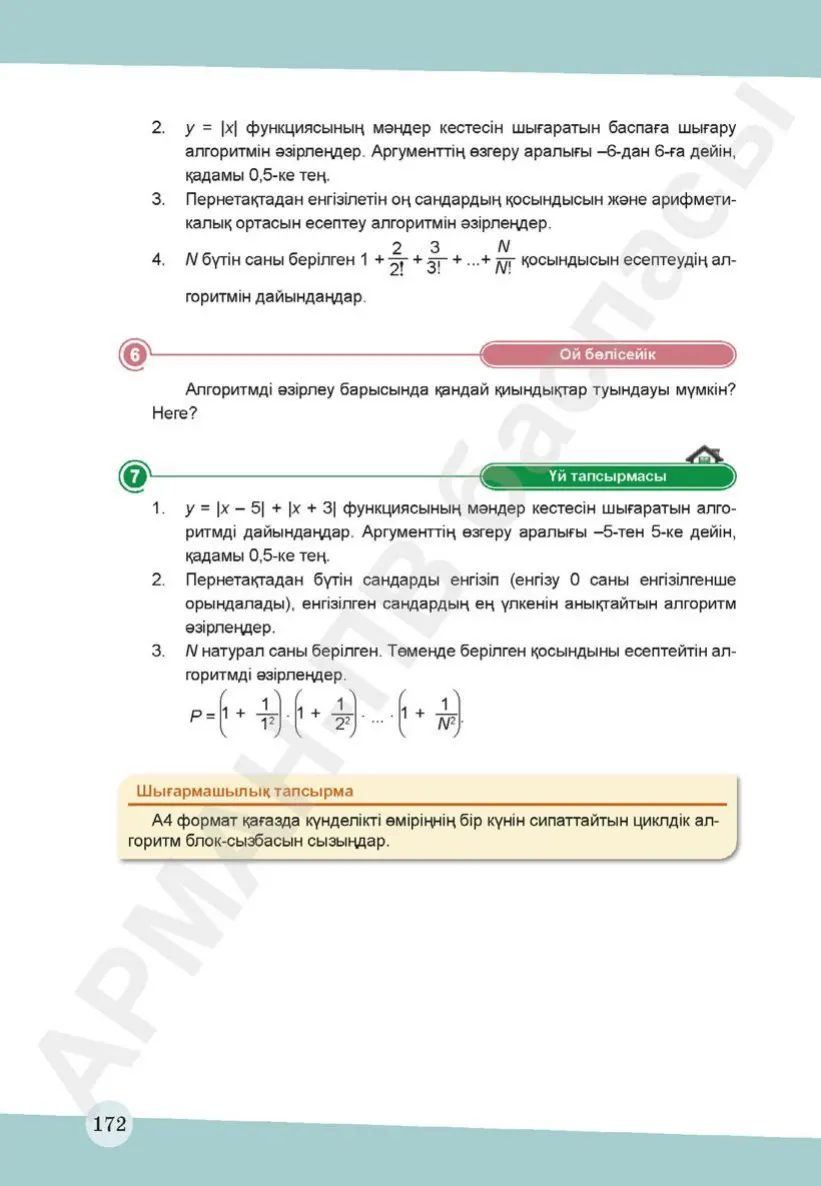 2. y = |x| функциясының мәндер кестесін шығаратын баспаға шығару
алгоритмін әзірлеңдер. Аргументтің өзгеру аралығы –6-дан 6-ға дейін,
қадамы 0,5-ке тең.
3. Пернетақтадан енгізілетін оң сандардың қосындысын және арифмети-
калық ортасын есептеу алгоритмін әзірлеңдер.
4. N бүтін саны берілген 1 + 2/2! + 3/3! + ...+ N/N! қосындысын есептеудің ал-
горитмін дайындаңдар.
6 Ой бөлісейік
Алгоритмді әзірлеу барысында қандай қиындықтар туындауы мүмкін?
Неге?
7 Үй тапсырмасы
1. y = |x – 5| + |x + 3| функциясының мәндер кестесін шығаратын алго-
ритмді дайындаңдар. Аргументтің өзгеру аралығы –5-тен 5-ке дейін,
қадамы 0,5-ке тең.
2. Пернетақтадан бүтін сандарды енгізіп (енгізу 0 саны енгізілгенше
орындалады), енгізілген сандардың ең үлкенін анықтайтын алгоритм
әзірлеңдер.
3. N натурал саны берілген. Төменде берілген қосындыны есептейтін ал-
горитмді әзірлеңдер.
P = (1 + 1/1²) · (1 + 1/2²) · ... · (1 + 1/N²).
Шығармашылық тапсырма
А4 формат қағазда күнделікті өміріңнің бір күнін сипаттайтын циклдік ал-
горитм блок-сызбасын сызыңдар.
172
АРМАН-ПВ баспасы